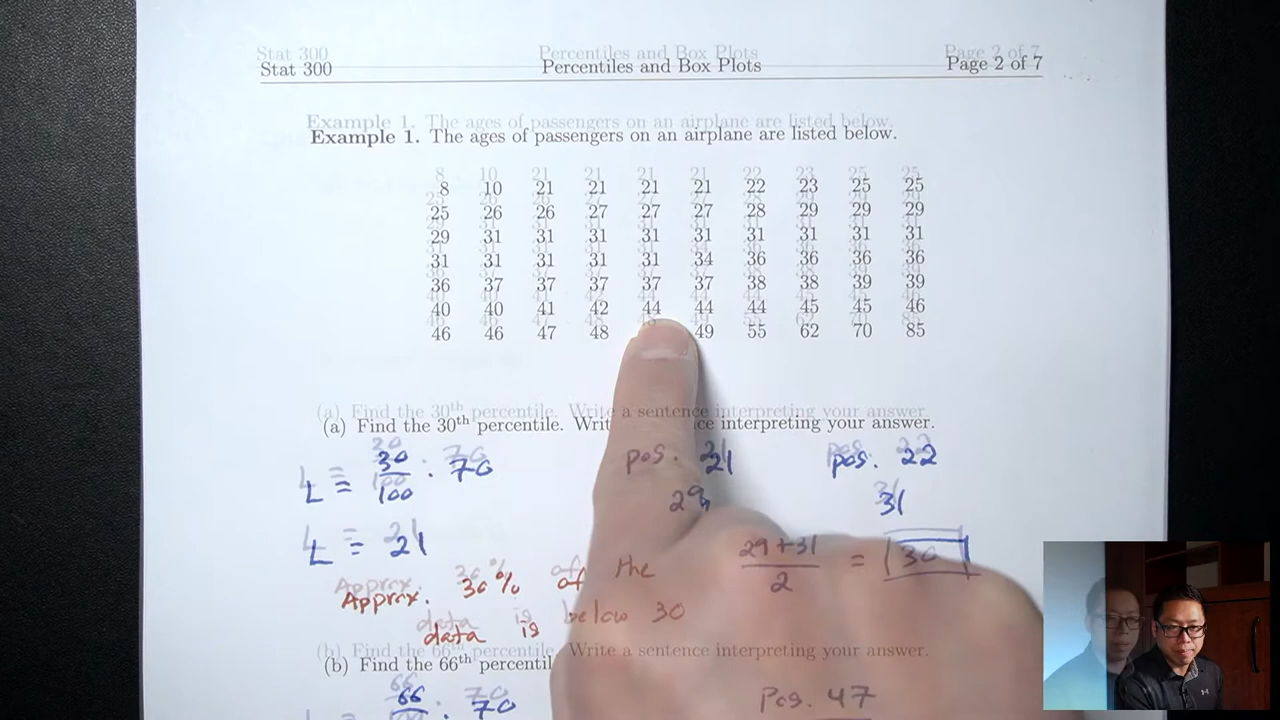 Stat 300 Percentiles and Box Plots Page 2 of 7
Example 1. The ages of passengers on an airplane are listed below.
8 10 21 21 21 21 22 23 25 25
25 26 26 27 27 27 28 29 29 29
29 31 31 31 31 31 31 31 31 31
31 31 31 31 31 34 36 36 36 36
36 37 37 37 37 37 38 38 39 39
40 40 41 42 44 44 44 45 45 46
46 46 47 48 49 55 62 70 85
(a) Find the 30th percentile. Write a sentence interpreting your answer.
L = 30/100 · 70 pos. 21 pos. 22
29 31
L = 21 29+31/2 = 30
Approx. 30% of the
data is below 30
(b) Find the 66th percentile. Write a sentence interpreting your answer.
66 70 Pos. 47